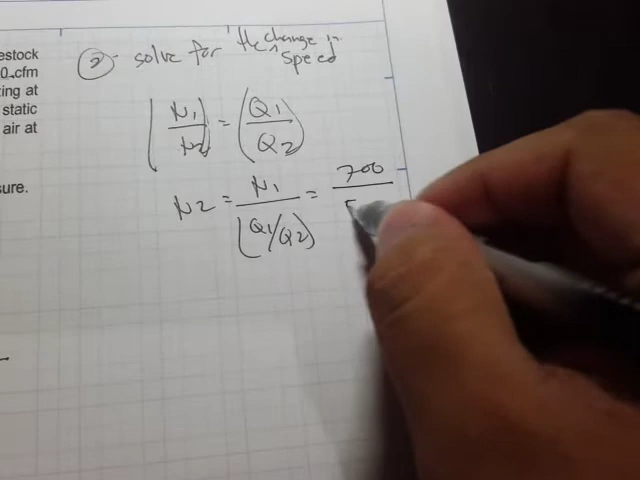 estock
0 cfm
ing at
static
air at
sure.
2- solve for the change in
speed
(N1/N2) = (Q1/Q2)
N2 = N1/(Q1/Q2) = 700/